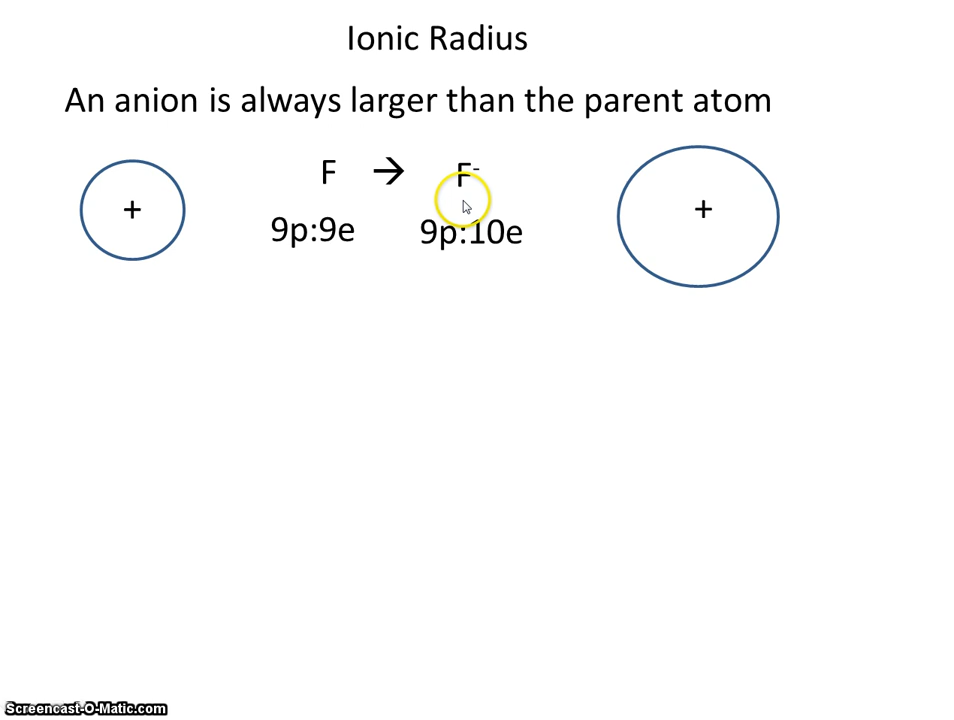 Ionic Radius
An anion is always larger than the parent atom
+ F → F⁻ +
9p:9e 9p:10e
Screencast-O-Matic.com